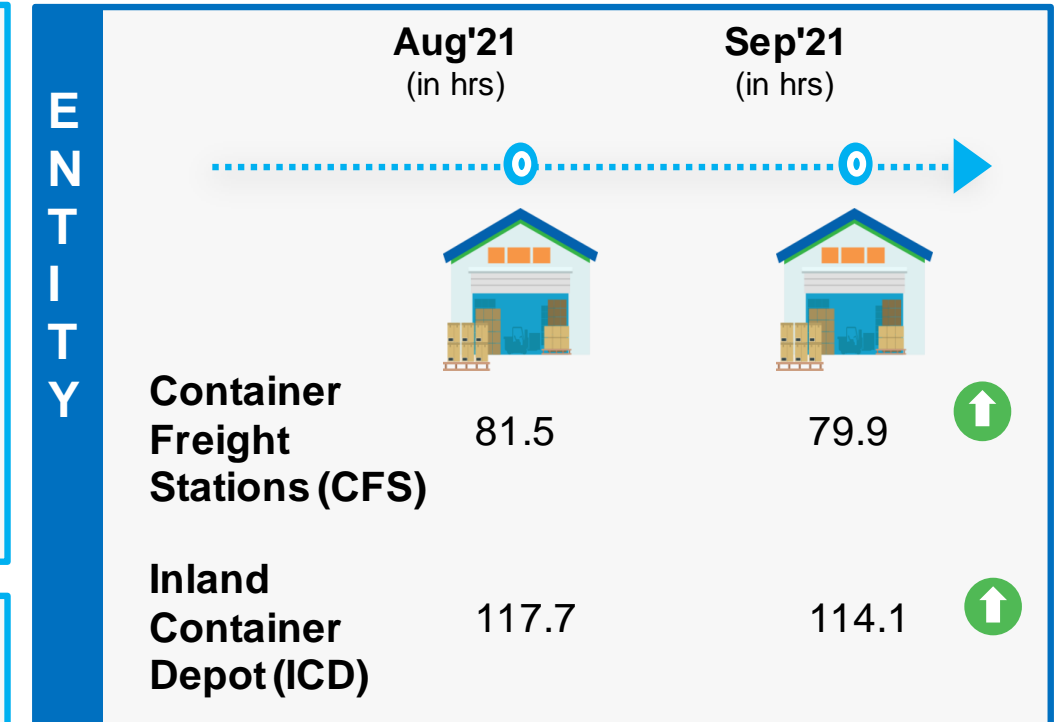 ENTITY
Aug'21 Sep'21
(in hrs) (in hrs)
Container
Freight
Stations (CFS)
81.5 79.9
Inland
Container
Depot (ICD)
117.7 114.1